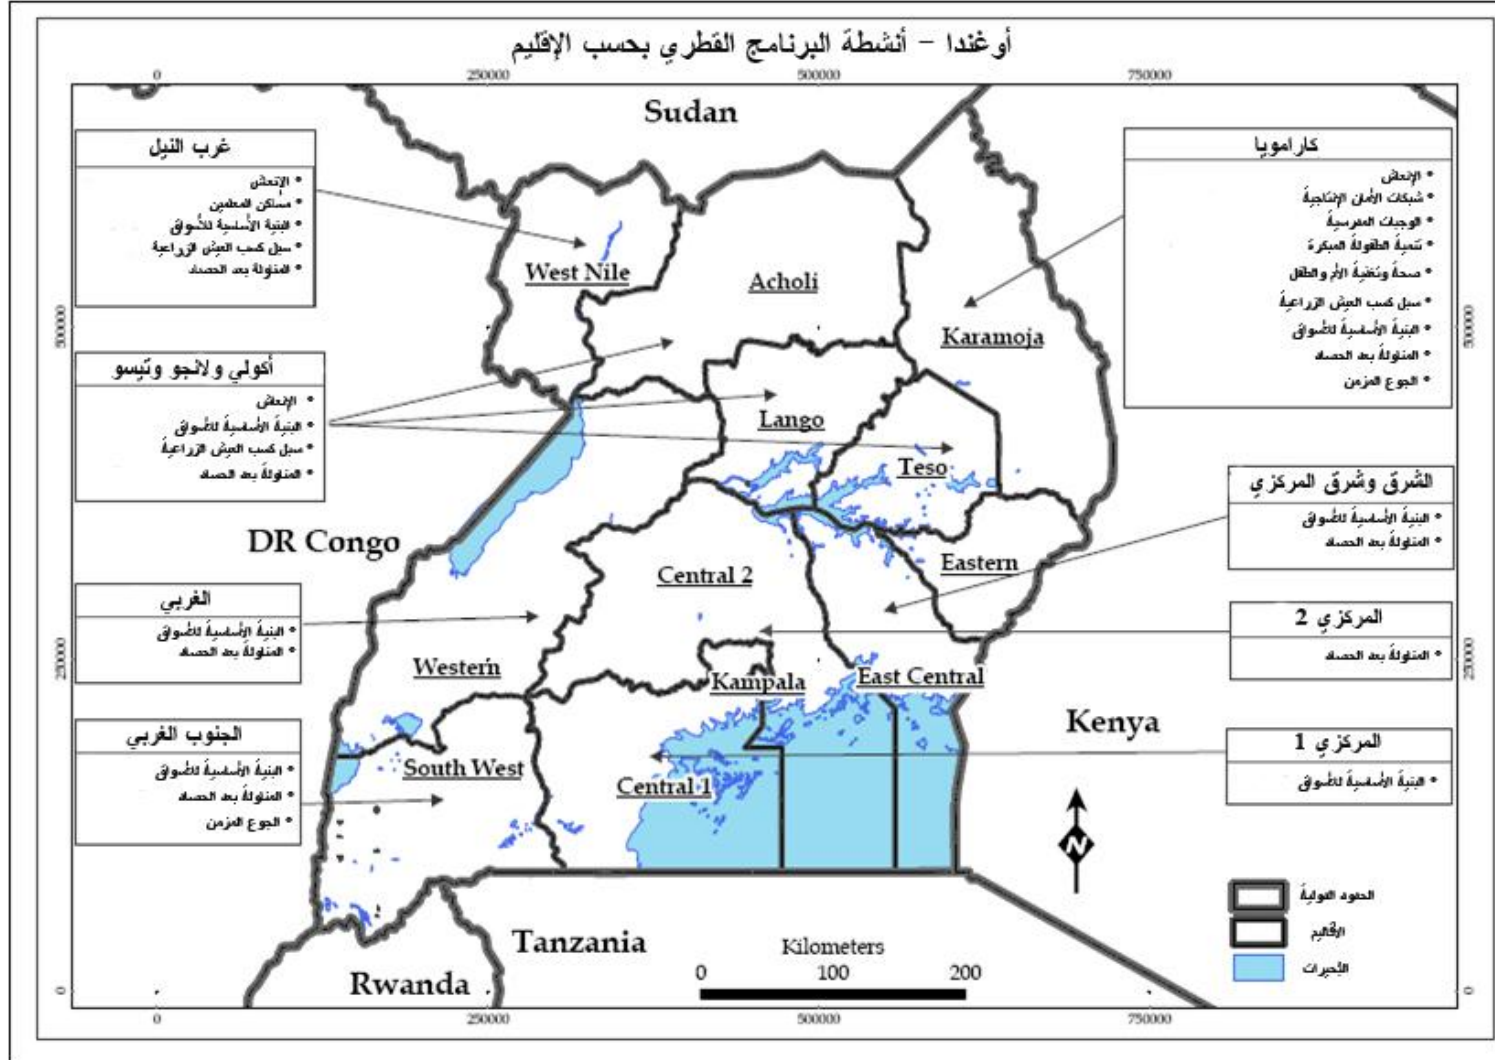 أوغندا – أنشطة البرنامج القطري بحسب الإقليم
0 250000 500000 750000
Sudan
غرب النيل
• الإنعاش
• مساكن المعلمين
• البنية الأساسية للأسواق
• سبل كسب العيش الزراعية
• المناولة بعد الحصاد
كارامويا
• الإنعاش
• شبكات الأمان الإنتاجية
• الوجبات المدرسية
• تنمية الطفولة المبكرة
• صحة وتغذية الأم والطفل
• سبل كسب العيش الزراعية
• البنية الأساسية للأسواق
• المناولة بعد الحصاد
• الجوع المزمن
West Nile
Acholi
Karamoja
500000
500000
أكولي ولانجو وتيسو
• الإنعاش
• البنية الأساسية للأسواق
• سبل كسب العيش الزراعية
• المناولة بعد الحصاد
Lango
Teso
الشرق وشرق المركزي
• البنية الأساسية للأسواق
• المناولة بعد الحصاد
DR Congo
Central 2
Eastern
الغربي
• البنية الأساسية للأسواق
• المناولة بعد الحصاد
المركزي 2
• المناولة بعد الحصاد
250000
250000
Western
Kampala
East Central
Kenya
الجنوب الغربي
• البنية الأساسية للأسواق
• المناولة بعد الحصاد
• الجوع المزمن
المركزي 1
• البنية الأساسية للأسواق
South West
Central 1
N
الحدود الدولية
الأقاليم
البحيرات
Tanzania
Rwanda
Kilometers
0 100 200
0
0
0 250000 500000 750000